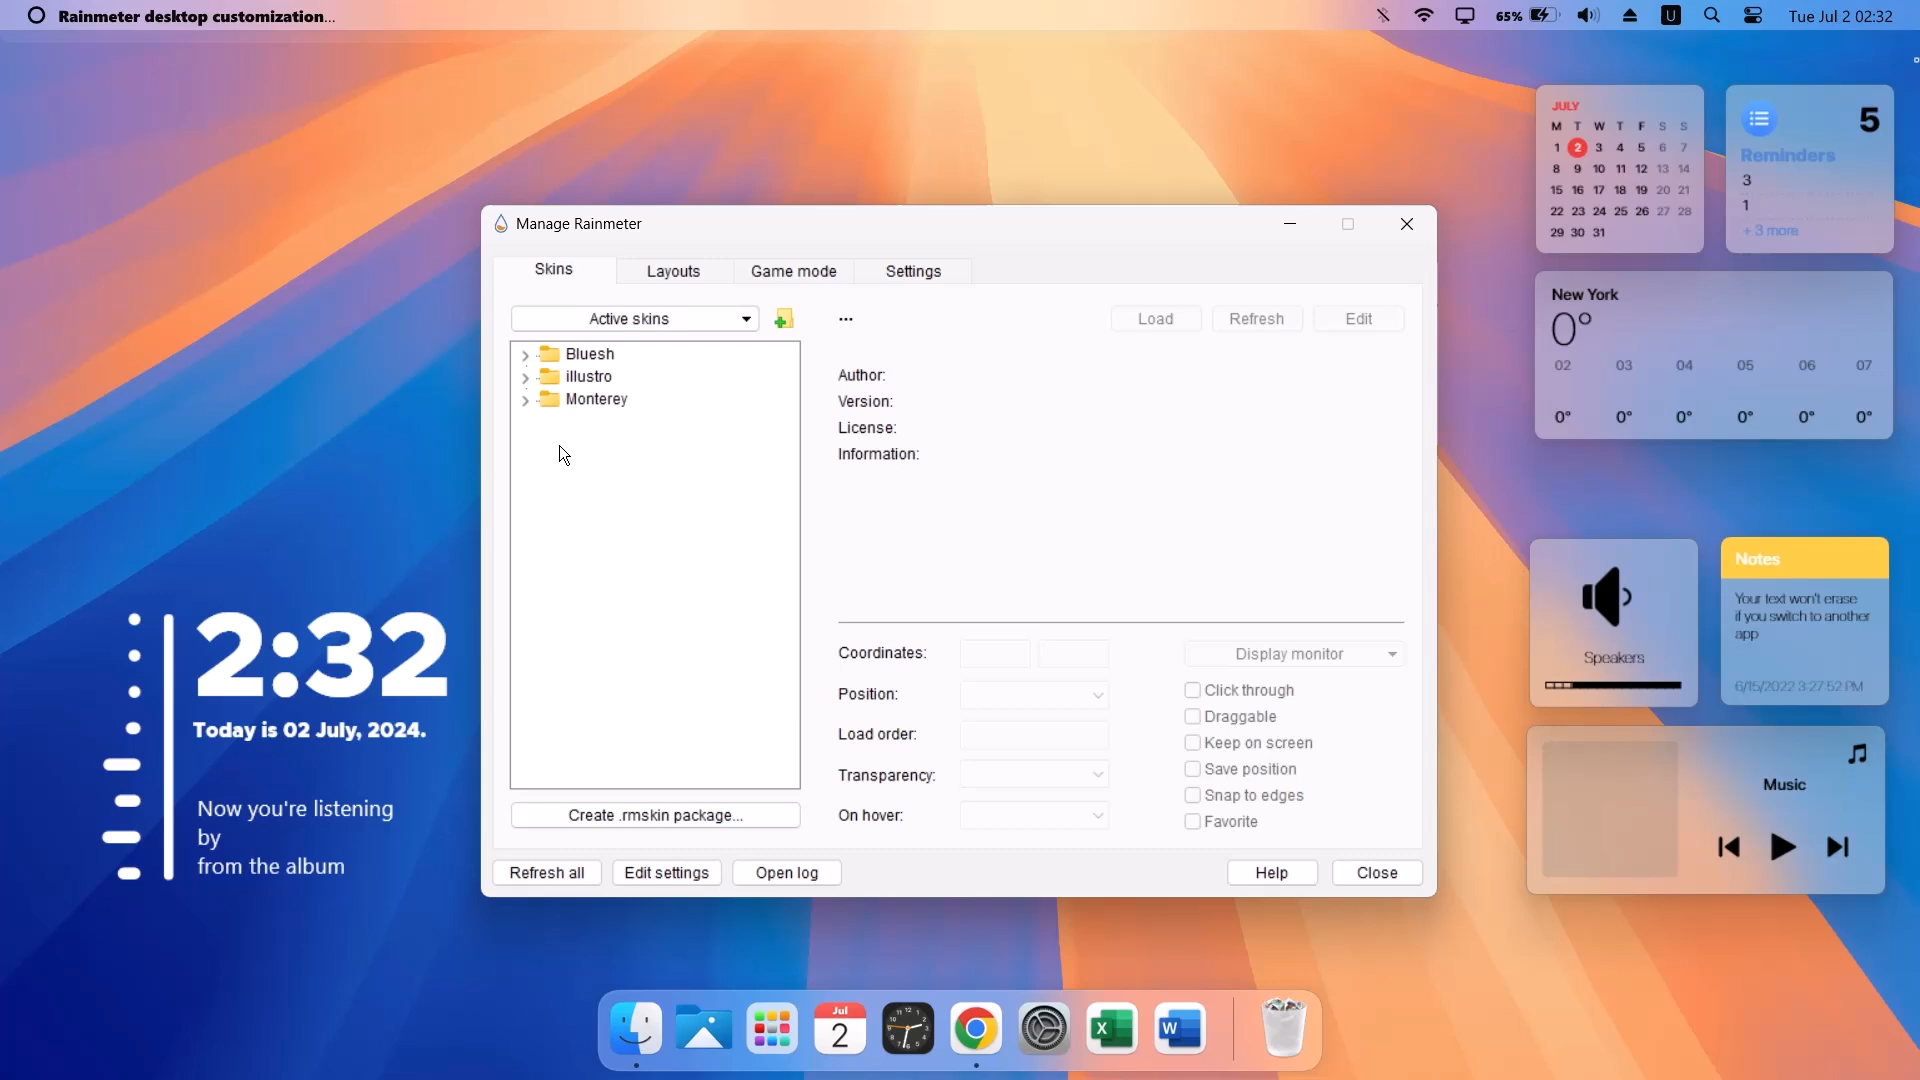 Rainmeter desktop customization...
65%
U
Tue Jul 2 02:32
JULY
M T W T F S S
1 2 3 4 5 6 7
8 9 10 11 12 13 14
15 16 17 18 19 20 21
22 23 24 25 26 27 28
29 30 31
5
Reminders
3
1
+ 3 more
New York
0°
02 03 04 05 06 07
0° 0° 0° 0° 0° 0°
Speakers
Notes
Your text won't erase
if you switch to another
app
6/15/2022 3:27:52 PM
Music
2:32
Today is 02 July, 2024.
Now you're listening
by
from the album
Manage Rainmeter
Skins Layouts Game mode Settings
Active skins
... Load Refresh Edit
Bluesh
illustro
Monterey
Create .rmskin package...
Author:
Version:
License:
Information:
Coordinates:
Position:
Load order:
Transparency:
On hover:
Display monitor
Click through
Draggable
Keep on screen
Save position
Snap to edges
Favorite
Refresh all Edit settings Open log Help Close
Jul
2
X
W